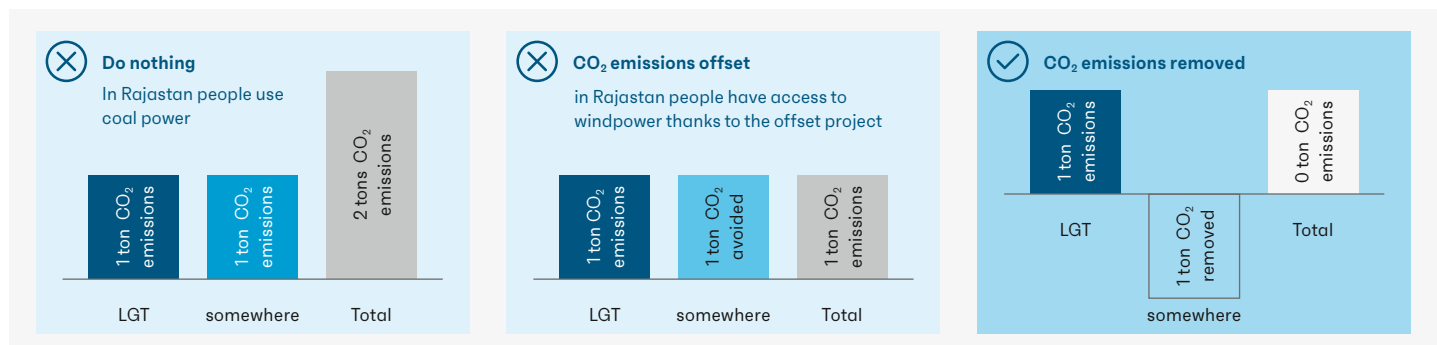 Do nothing
In Rajastan people use
coal power
1 ton CO₂
emissions
1 ton CO₂
emissions
2 tons CO₂
emissions
LGT
somewhere
Total
CO₂ emissions offset
in Rajastan people have access to
windpower thanks to the offset project
1 ton CO₂
emissions
1 ton CO₂
avoided
1 ton CO₂
emissions
LGT
somewhere
Total
CO₂ emissions removed
1 ton CO₂
emissions
0 ton CO₂
emissions
LGT
1 ton CO₂
removed
Total
somewhere